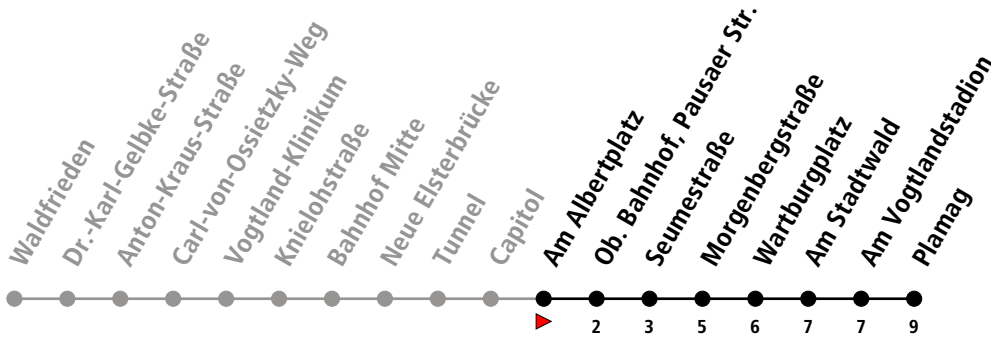 Waldfrieden
Dr.-Karl-Gelbke-Straße
Anton-Kraus-Straße
Carl-von-Ossietzky-Weg
Vogtland-Klinikum
Knielohstraße
Bahnhof Mitte
Neue Elsterbrücke
Tunnel
Capitol
Am Albertplatz
Ob. Bahnhof, Pausaer Str.
Seumestraße
Morgenbergstraße
Wartburgplatz
Am Stadtwald
Am Vogtlandstadion
Plamag
2 3 5 6 7 7 9